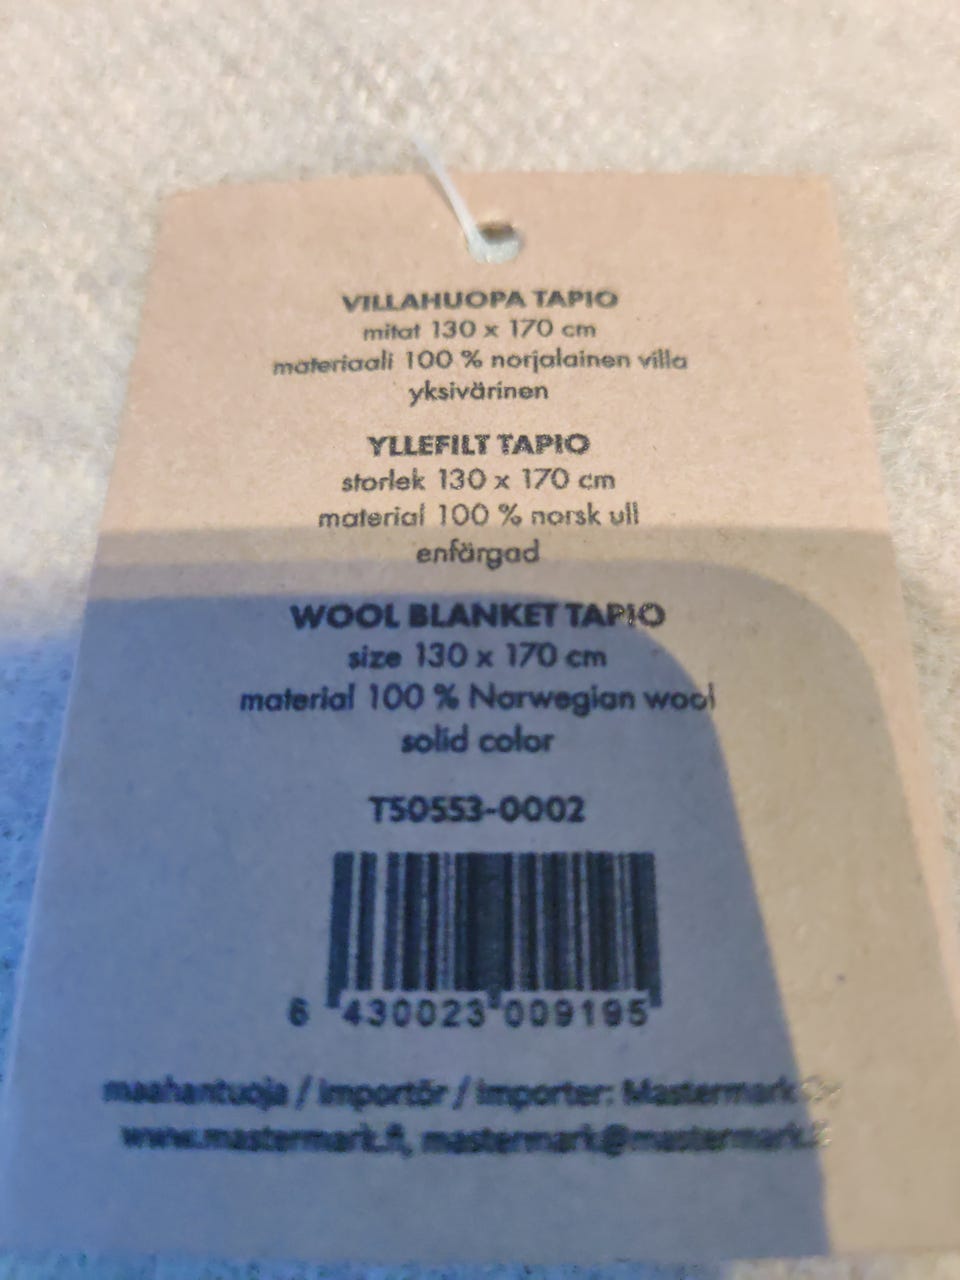 VILLAHUOPA TAPIO
mitat 130 x 170 cm
materiaali 100 % norjalainen villa
yksivärinen
YLLEFILT TAPIO
storlek 130 x 170 cm
material 100 % norsk ull
enfärgad
WOOL BLANKET TAPIO
size 130 x 170 cm
material 100 % Norwegian wool
solid color
T50553-0002
6 430023 009195
maahantuoja / importör / importer: Mastermark
www.mastermark.fi,